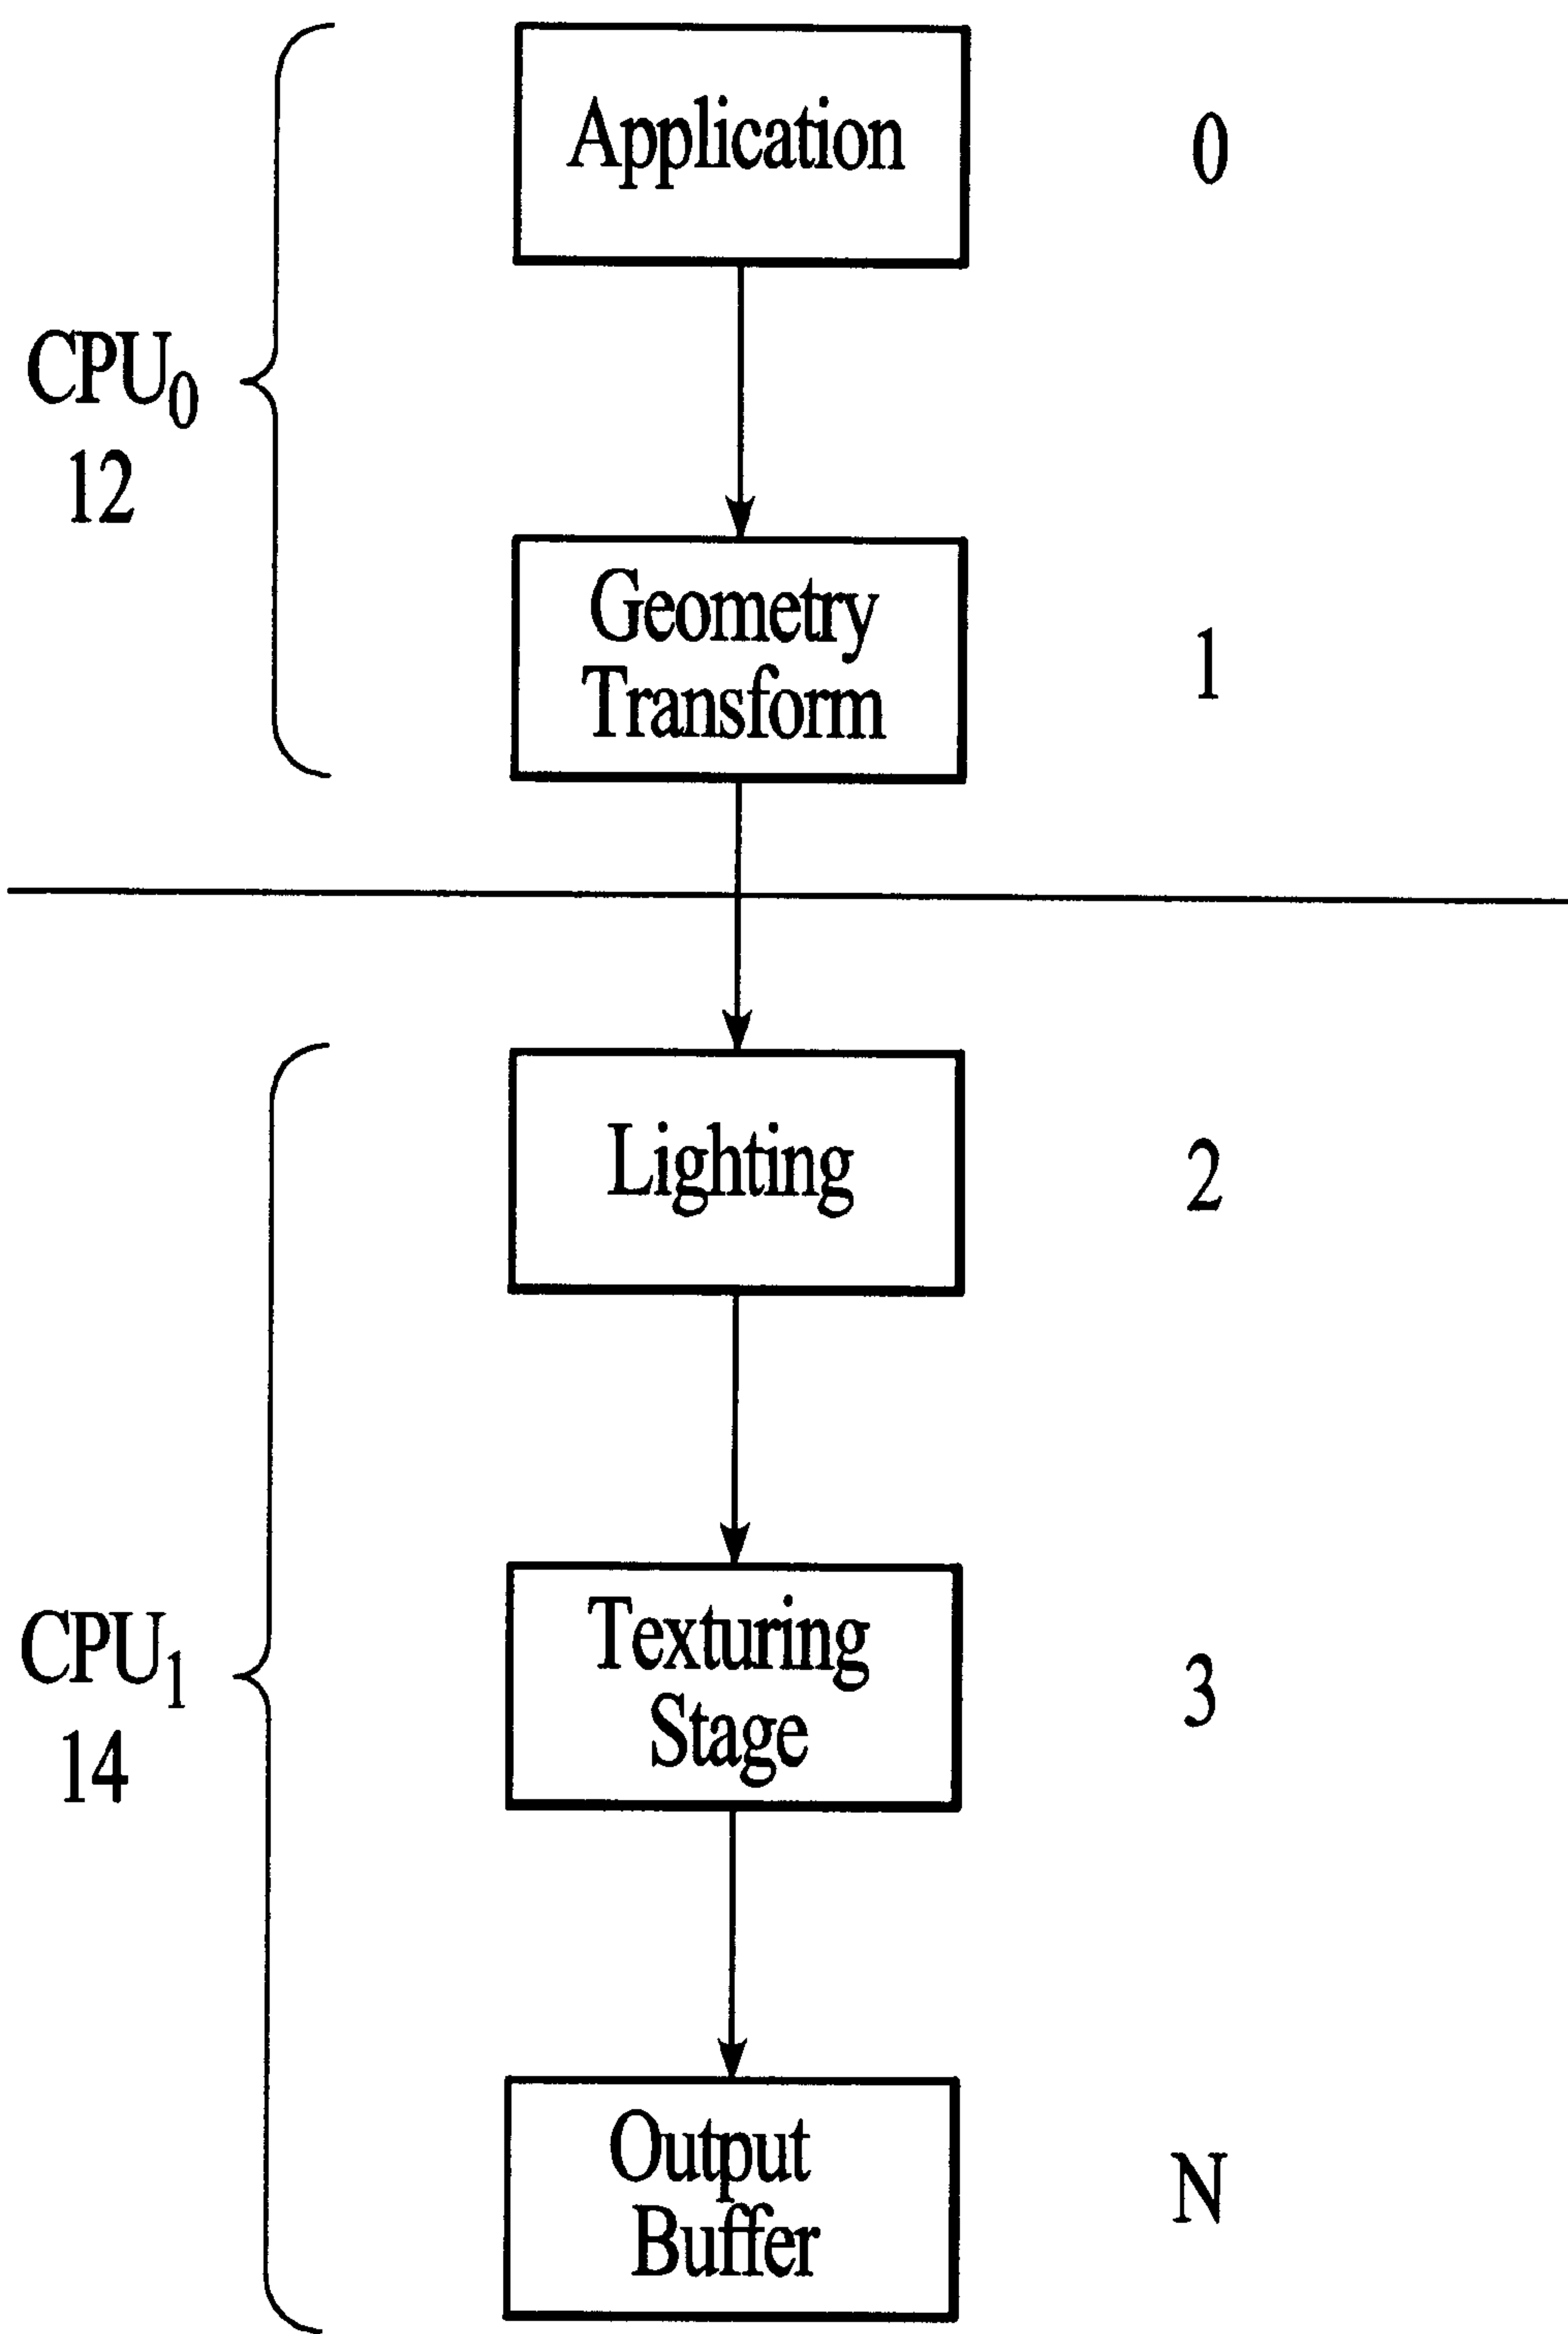 Application
0
CPU0
12
Geometry
Transform
1
Lighting
2
CPU1
14
Texturing
Stage
3
Output
Buffer
N